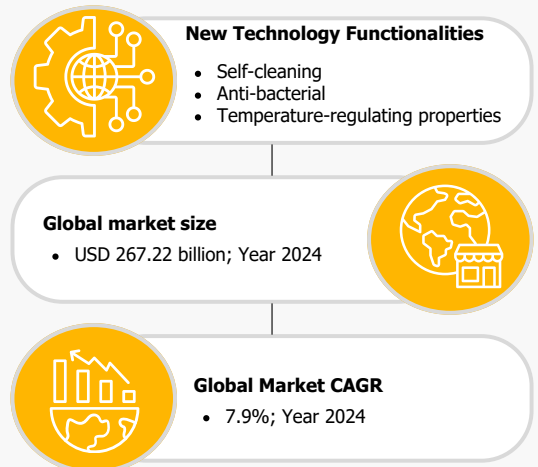 New Technology Functionalities
• Self-cleaning
• Anti-bacterial
• Temperature-regulating properties
Global market size
• USD 267.22 billion; Year 2024
Global Market CAGR
• 7.9%; Year 2024